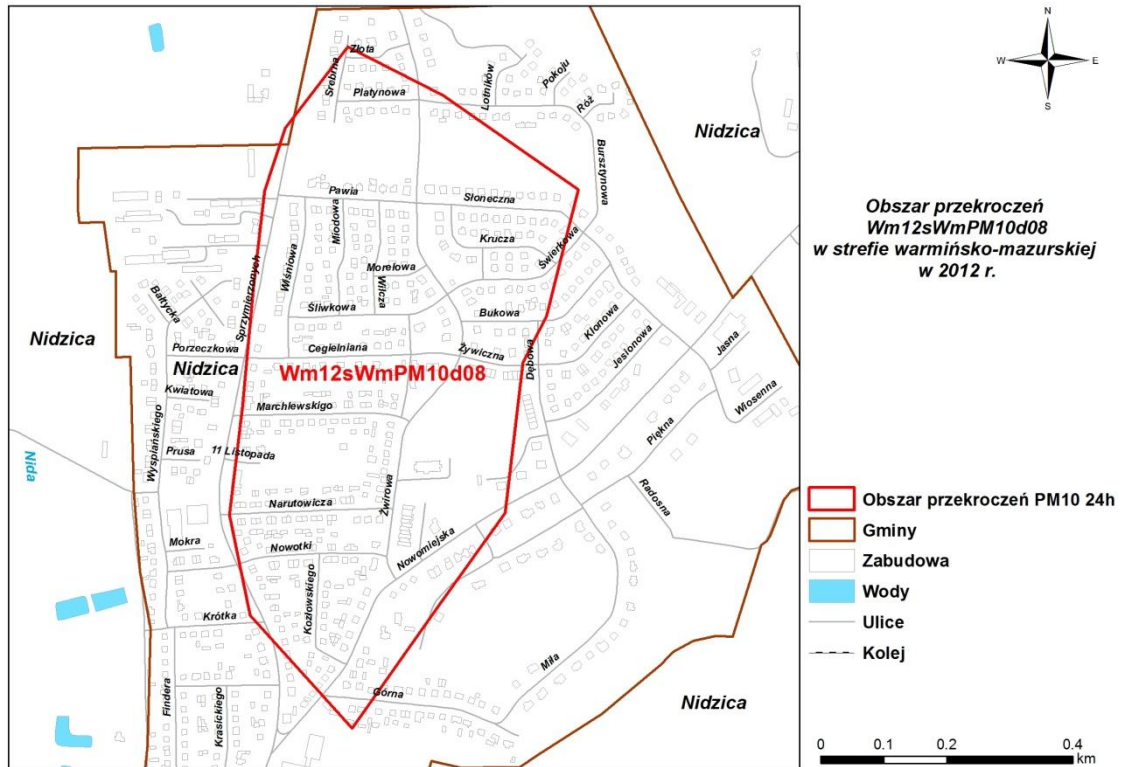 N
W
E
S
Obszar przekroczeń
Wm12sWmPM10d08
w strefie warmińsko-mazurskiej
w 2012 r.
Złota
Srebrna
Platynowa
Lotników
Pokoju
Róż
Bursztynowa
Nidzica
Pawia
Słoneczna
Miodowa
Krucza
Świerkowa
Wiśniowa
Morelowa
Wilcza
Sprzymierzonych
Bałtycka
Śliwkowa
Bukowa
Klonowa
Jesionowa
Jasna
Nidzica
Porzeczkowa
Nidzica
Cegielniana
Żywiczna
Dębowa
Wm12sWmPM10d08
Kwiatowa
Marchlewskigo
Wiosenna
Piękna
Wyspiańskiego
Prusa
11 Listopada
Nida
Radosna
Narutowicza
Żwirowa
Mokra
Nowotki
Nowomiejska
Kozłowskiego
Krótka
Miła
Findera
Krasickiego
Górna
Nidzica
Obszar przekroczeń PM10 24h
Gminy
Zabudowa
Wody
Ulice
Kolej
0 0.1 0.2 0.4
km